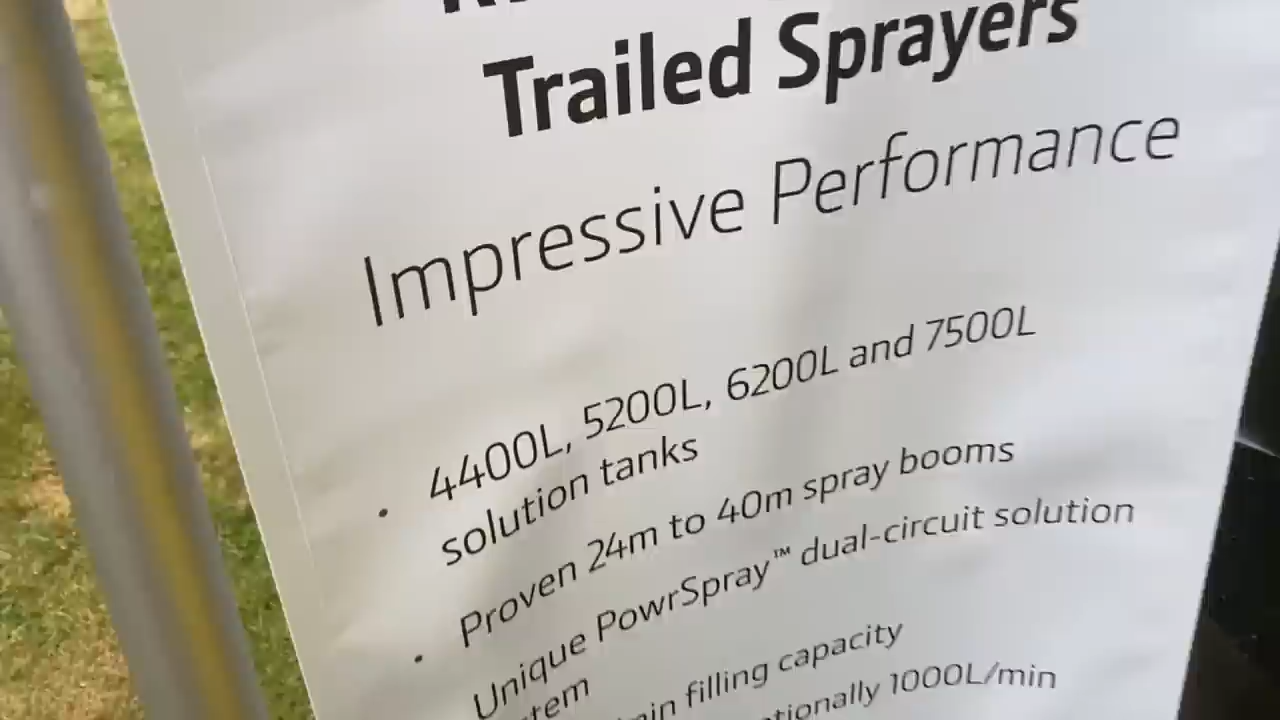 Trailed Sprayers
Impressive Performance
• 4400L, 5200L, 6200L and 7500L
solution tanks
• Proven 24m to 40m spray booms
Unique PowrSpray™ dual-circuit solution
filling capacity
1000L/min